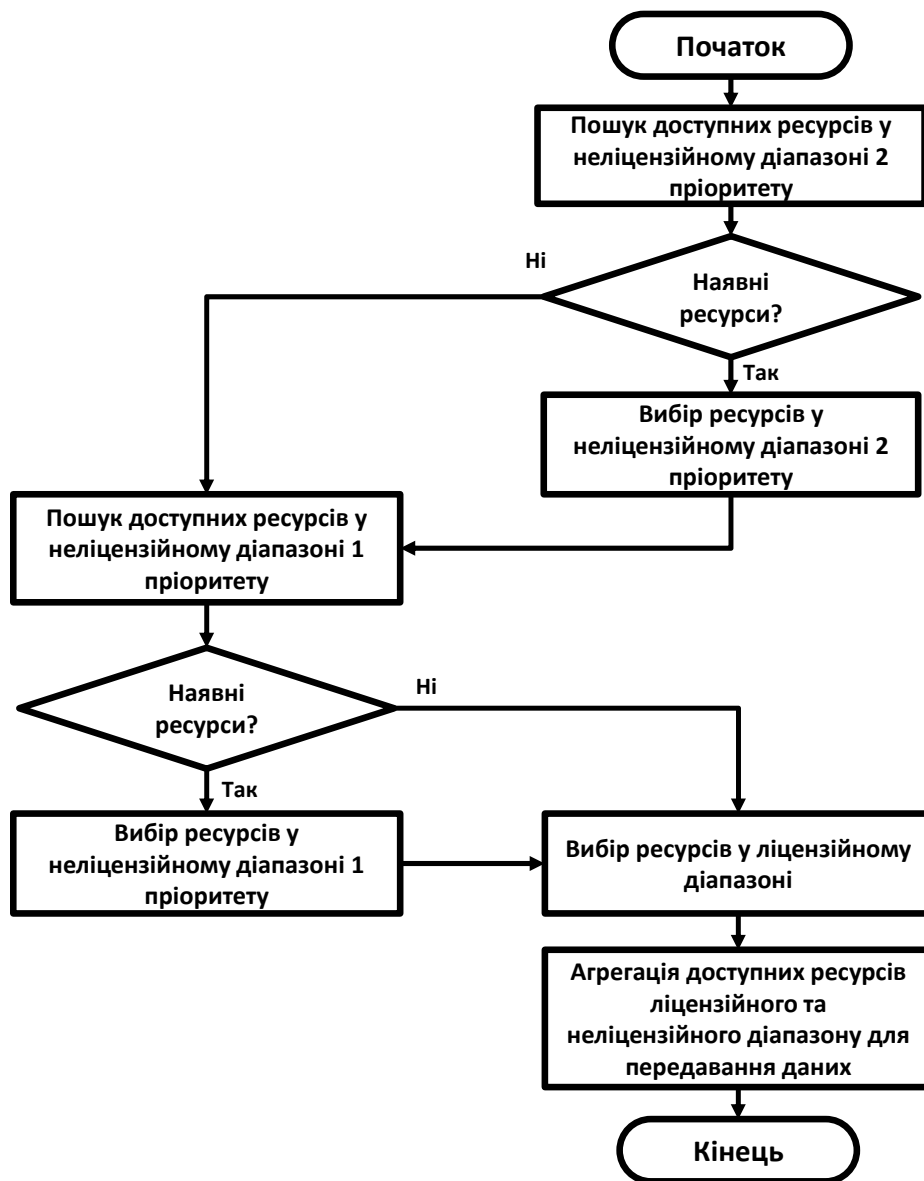 Початок
Пошук доступних ресурсів у
неліцензійному діапазоні 2
пріоритету
Ні
Наявні
ресурси?
Так
Вибір ресурсів у
неліцензійному діапазоні 2
пріоритету
Пошук доступних ресурсів у
неліцензійному діапазоні 1
пріоритету
Наявні
ресурси?
Ні
Так
Вибір ресурсів у
неліцензійному діапазоні 1
пріоритету
Вибір ресурсів у ліцензійному
діапазоні
Агрегація доступних ресурсів
ліцензійного та
неліцензійного діапазону для
передавання даних
Кінець